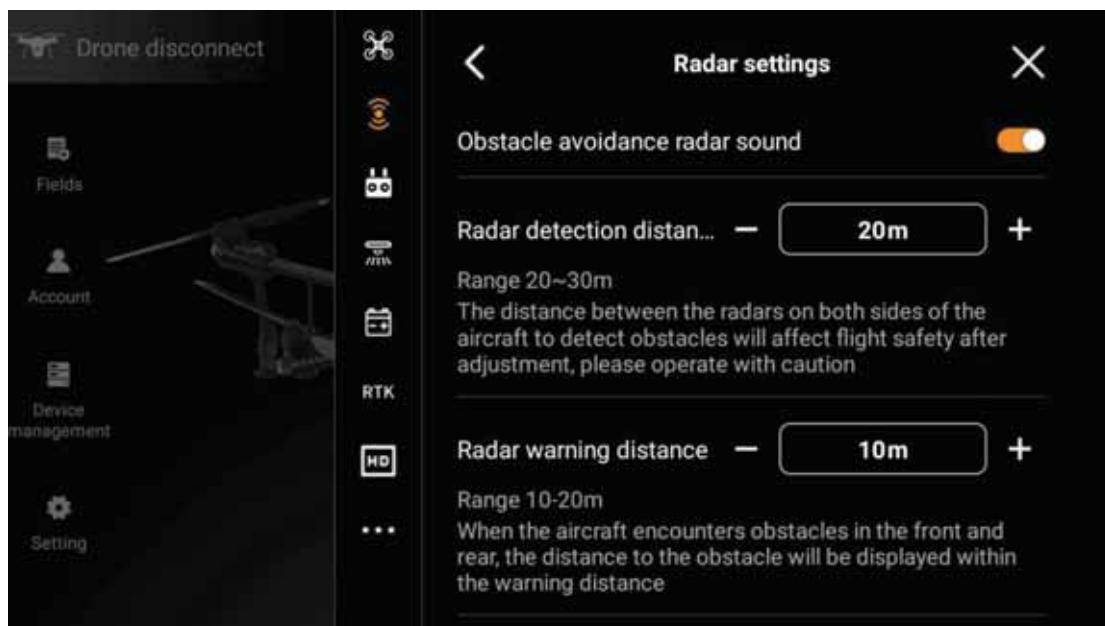 Drone disconnect
Fields
Account
Device
management
Setting
RTK
HD
Radar settings
Obstacle avoidance radar sound
Radar detection distan... — 20m +
Range 20~30m
The distance between the radars on both sides of the
aircraft to detect obstacles will affect flight safety after
adjustment, please operate with caution
Radar warning distance — 10m +
Range 10-20m
When the aircraft encounters obstacles in the front and
rear, the distance to the obstacle will be displayed within
the warning distance